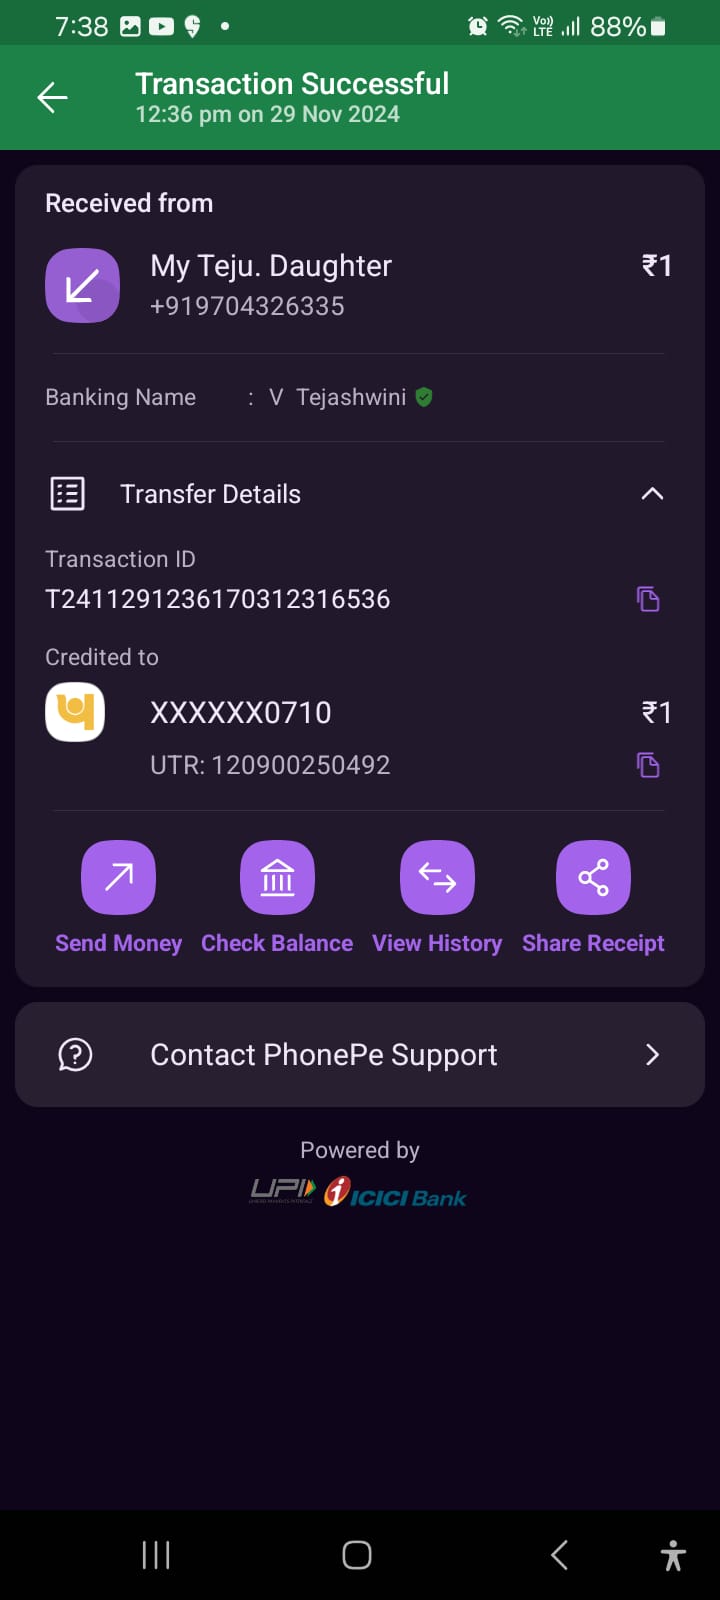 7:38 Vo)) LTE 88%
Transaction Successful
12:36 pm on 29 Nov 2024
Received from
My Teju. Daughter ₹1
+919704326335
Banking Name : V Tejashwini
Transfer Details
Transaction ID
T2411291236170312316536
Credited to
XXXXXX0710 ₹1
UTR: 120900250492
Send Money Check Balance View History Share Receipt
Contact PhonePe Support
Powered by
UPI ICICI Bank